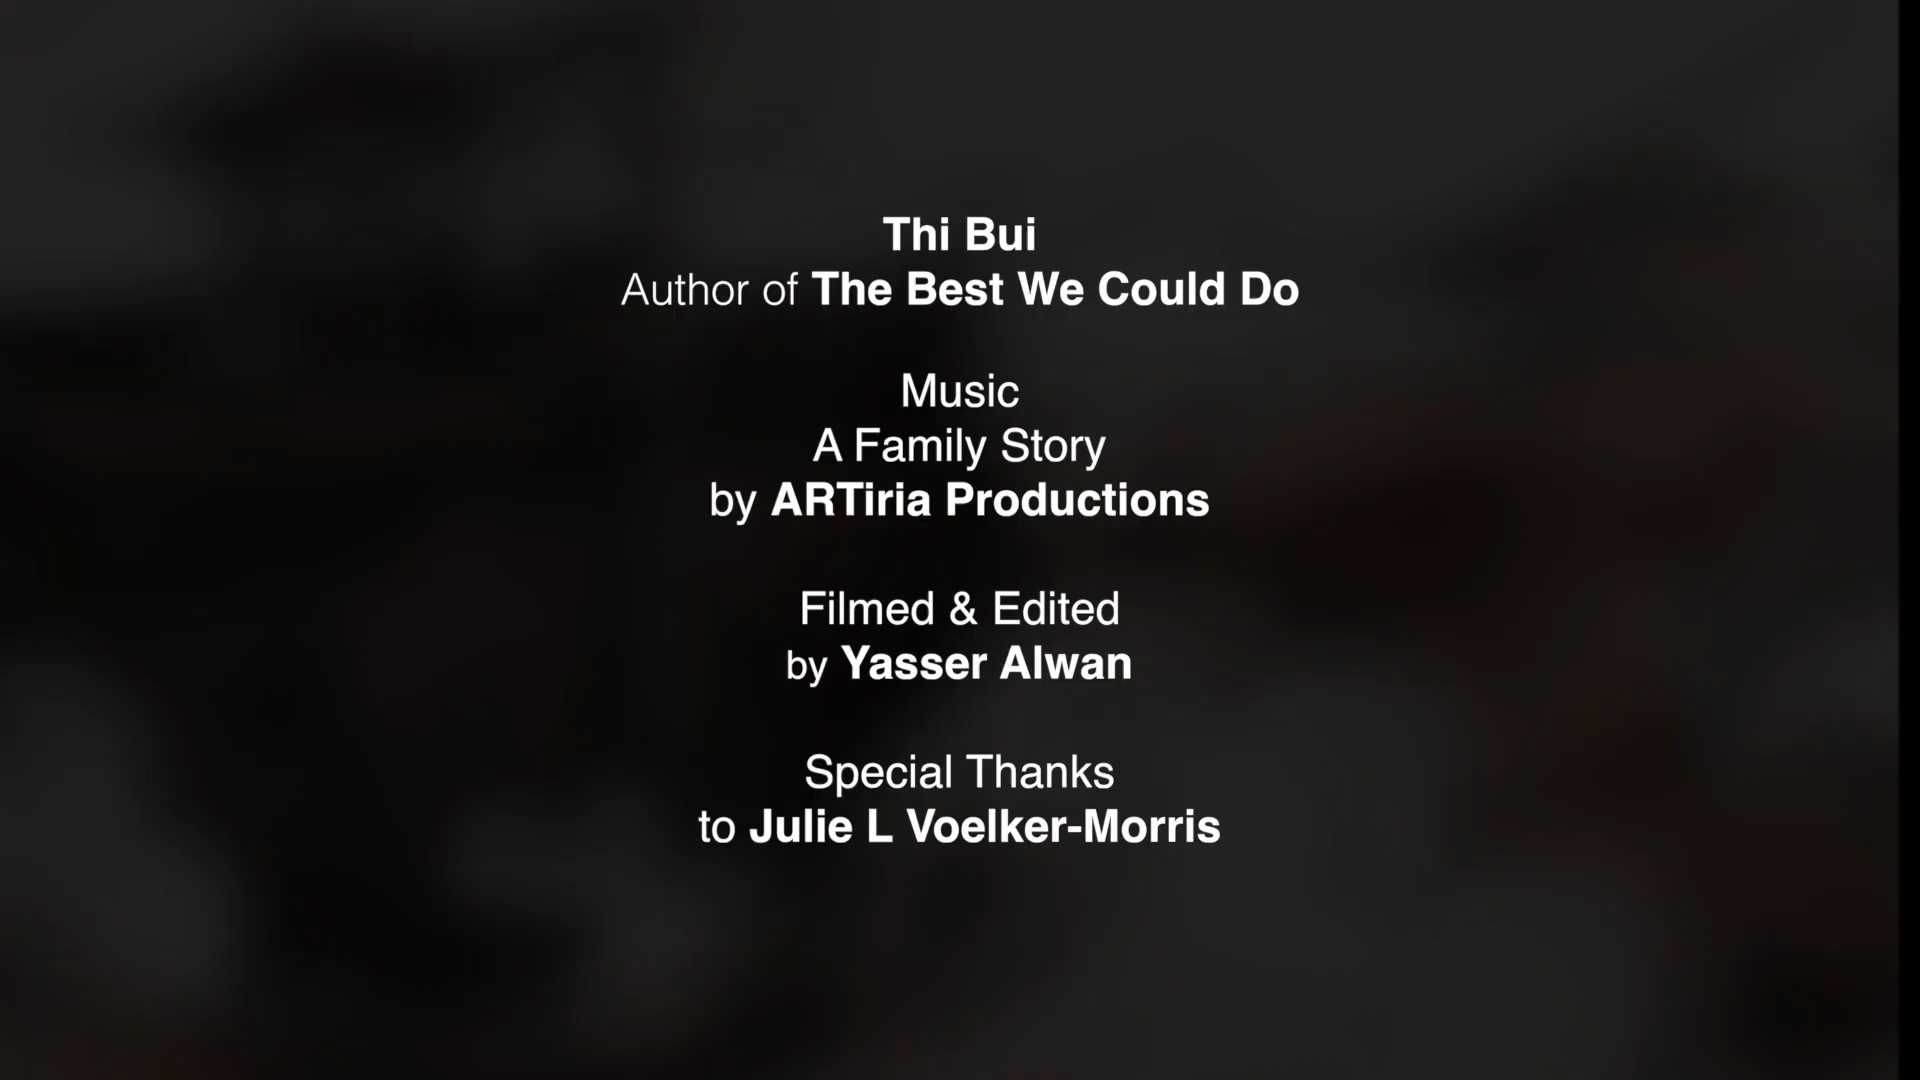 Thi Bui
Author of The Best We Could Do
Music
A Family Story
by ARTiria Productions
Filmed & Edited
by Yasser Alwan
Special Thanks
to Julie L Voelker-Morris